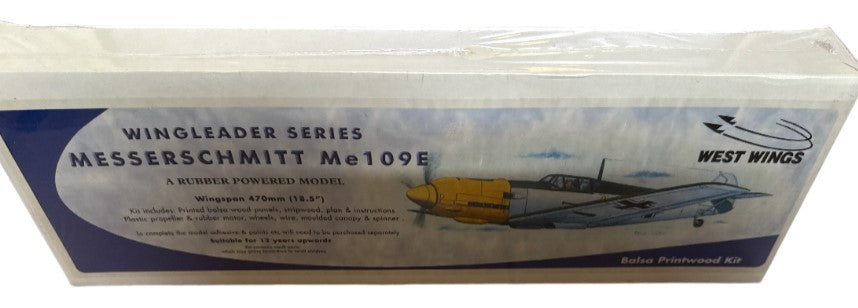 WINGLEADER SERIES
MESSERSCHMITT Me109E
A RUBBER POWERED MODEL
Wingspan 470mm (18.5")
Kit includes: Printed balsa wood panels, stripwood, plan & instructions
Plastic propeller & rubber motor, wheels, wire, moulded canopy & spinner
To complete the model adhesive & paints etc will need to be purchased separately
Suitable for 12 years upwards
WEST WINGS
Balsa Printwood Kit